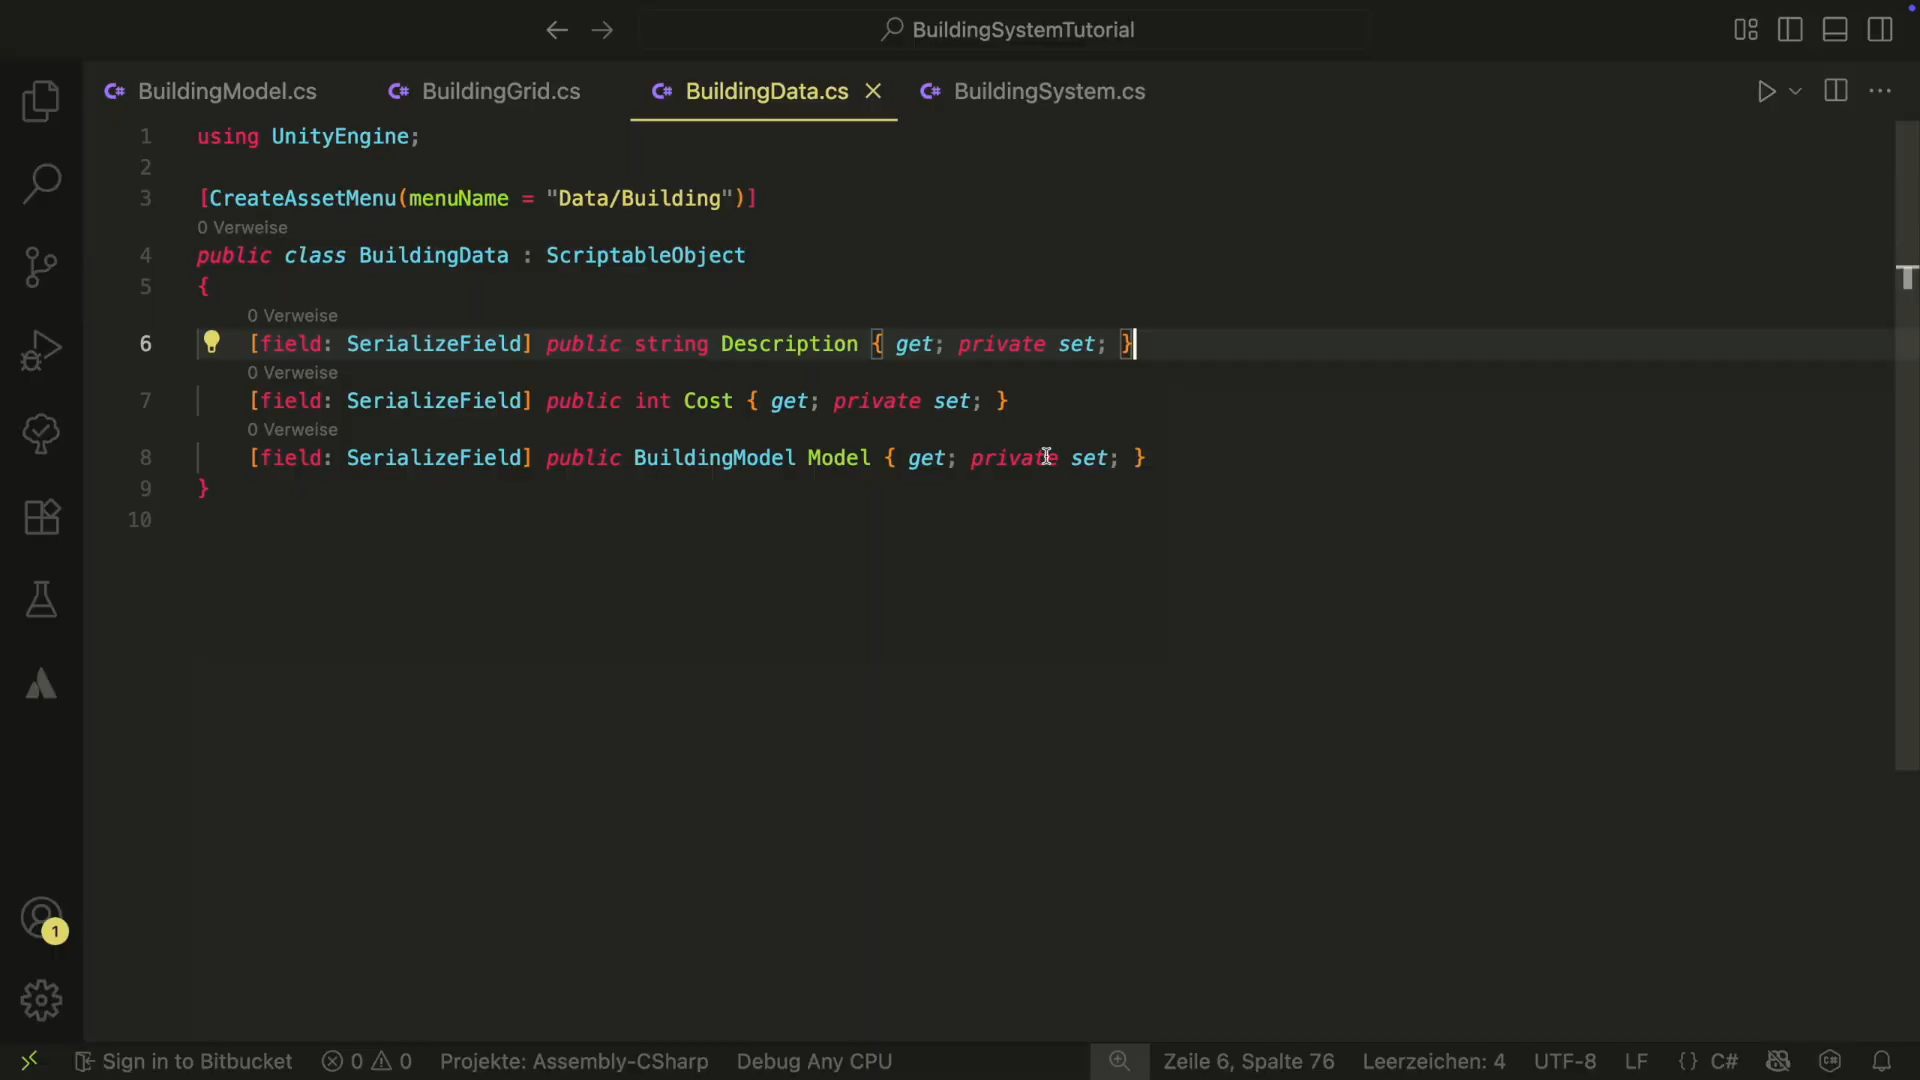 BuildingSystemTutorial
BuildingModel.cs BuildingGrid.cs BuildingData.cs BuildingSystem.cs
1 using UnityEngine;
2
3 [CreateAssetMenu(menuName = "Data/Building")]
0 Verweise
4 public class BuildingData : ScriptableObject
5 {
0 Verweise
6 [field: SerializeField] public string Description { get; private set; }
0 Verweise
7 [field: SerializeField] public int Cost { get; private set; }
0 Verweise
8 [field: SerializeField] public BuildingModel Model { get; private set; }
9 }
10
1
Sign in to Bitbucket 0 0 Projekte: Assembly-CSharp Debug Any CPU Zeile 6, Spalte 76 Leerzeichen: 4 UTF-8 LF {} C#